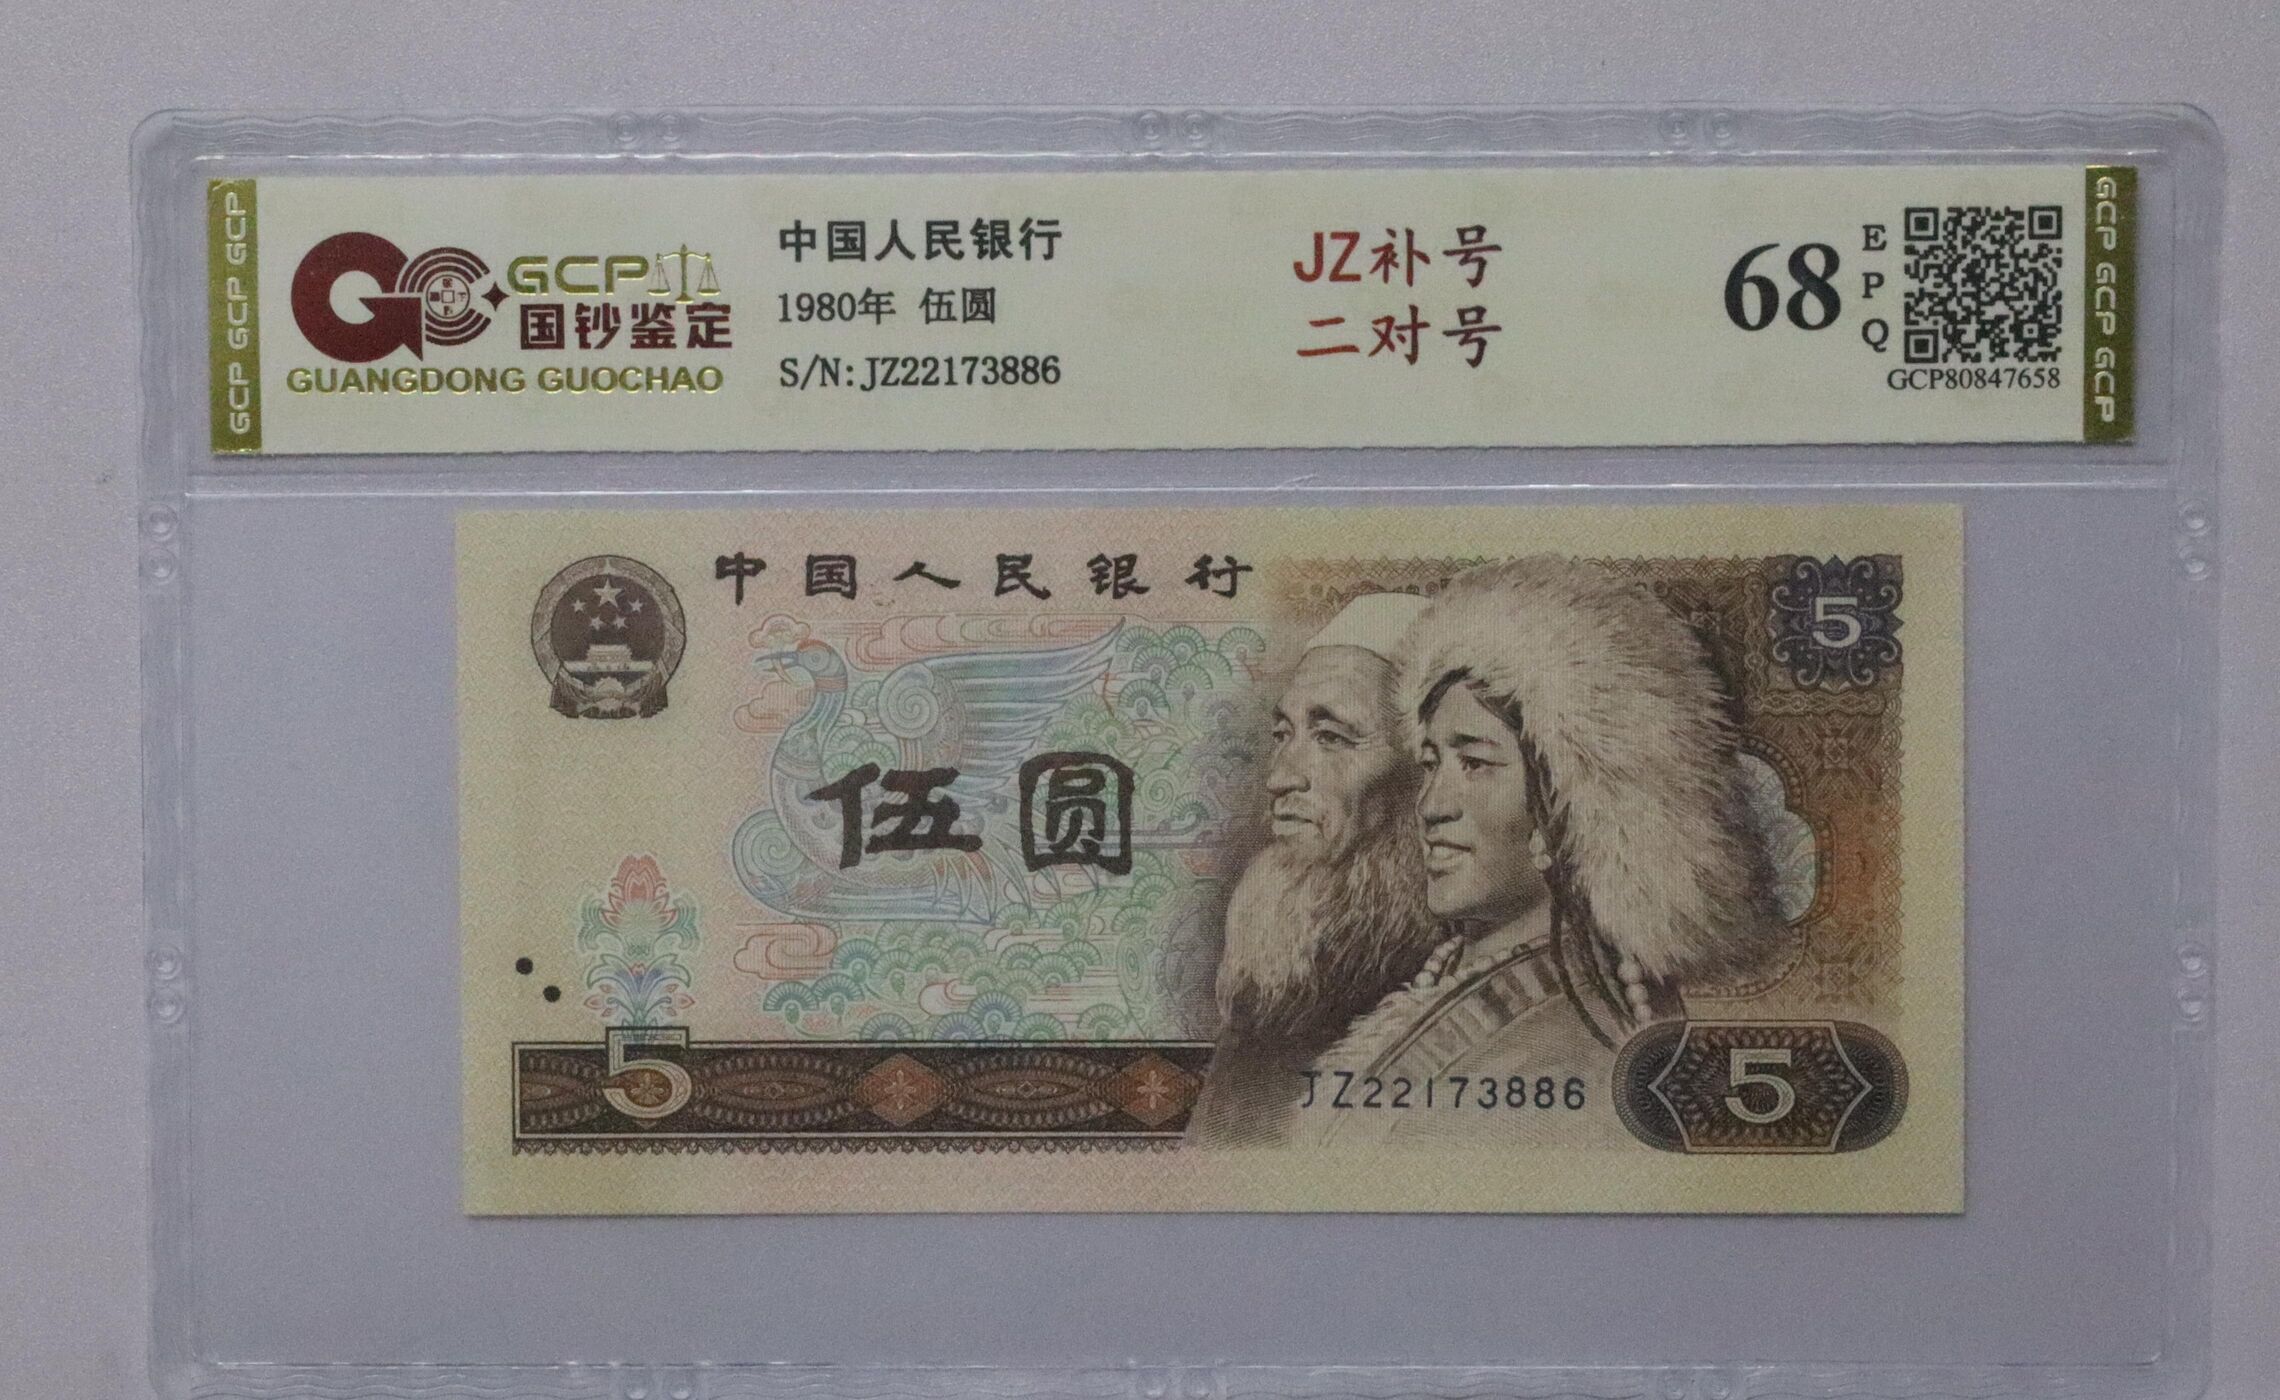 GCP GCP GCP
GCP
国钞鉴定
GUANGDONG GUOCHAO
中国人民银行
1980年 伍圆
S/N:JZ22173886
JZ补号
二对号
68
E
P
Q
GCP80847658
GCP GCP GCP
中国人民银行
5
伍圆
5
JZ22173886
5